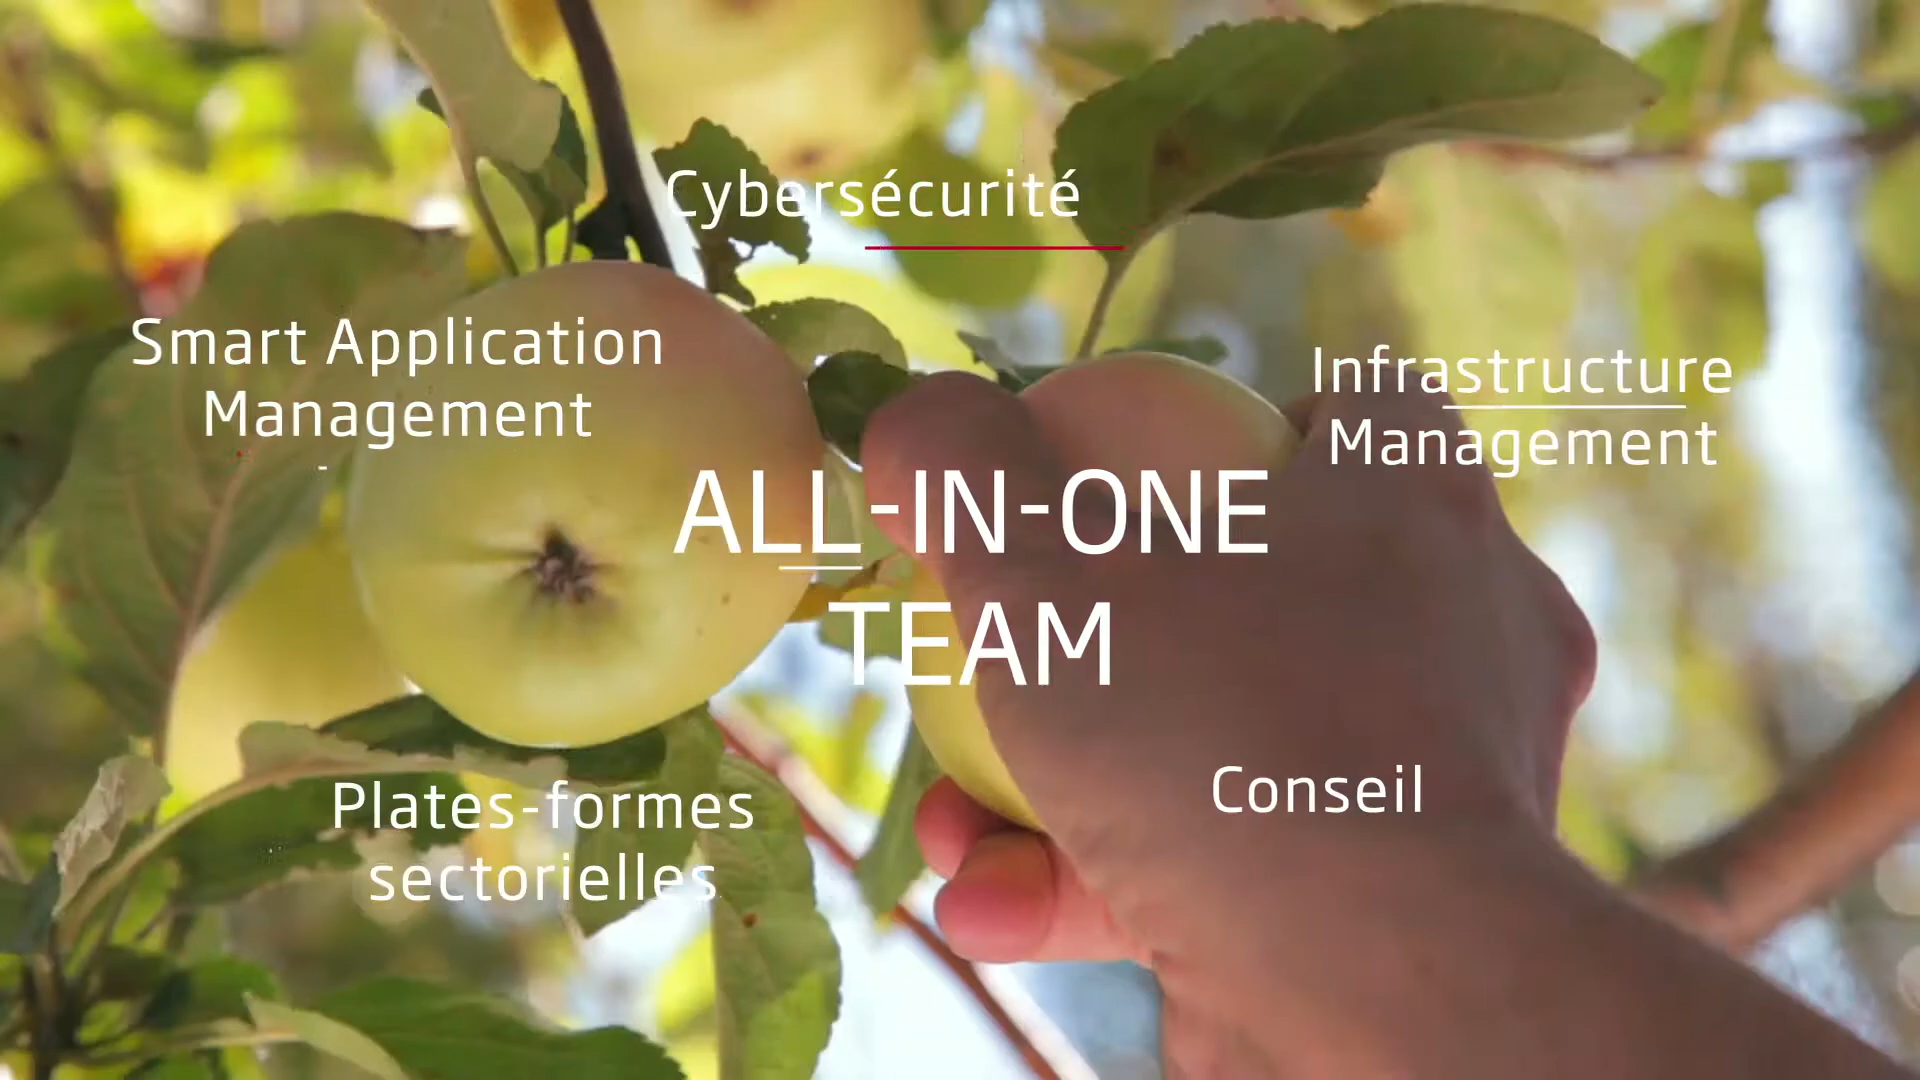 Cybersécurité
Smart Application
Management
Infrastructure
Management
ALL-IN-ONE
TEAM
Plates-formes
sectorielles
Conseil